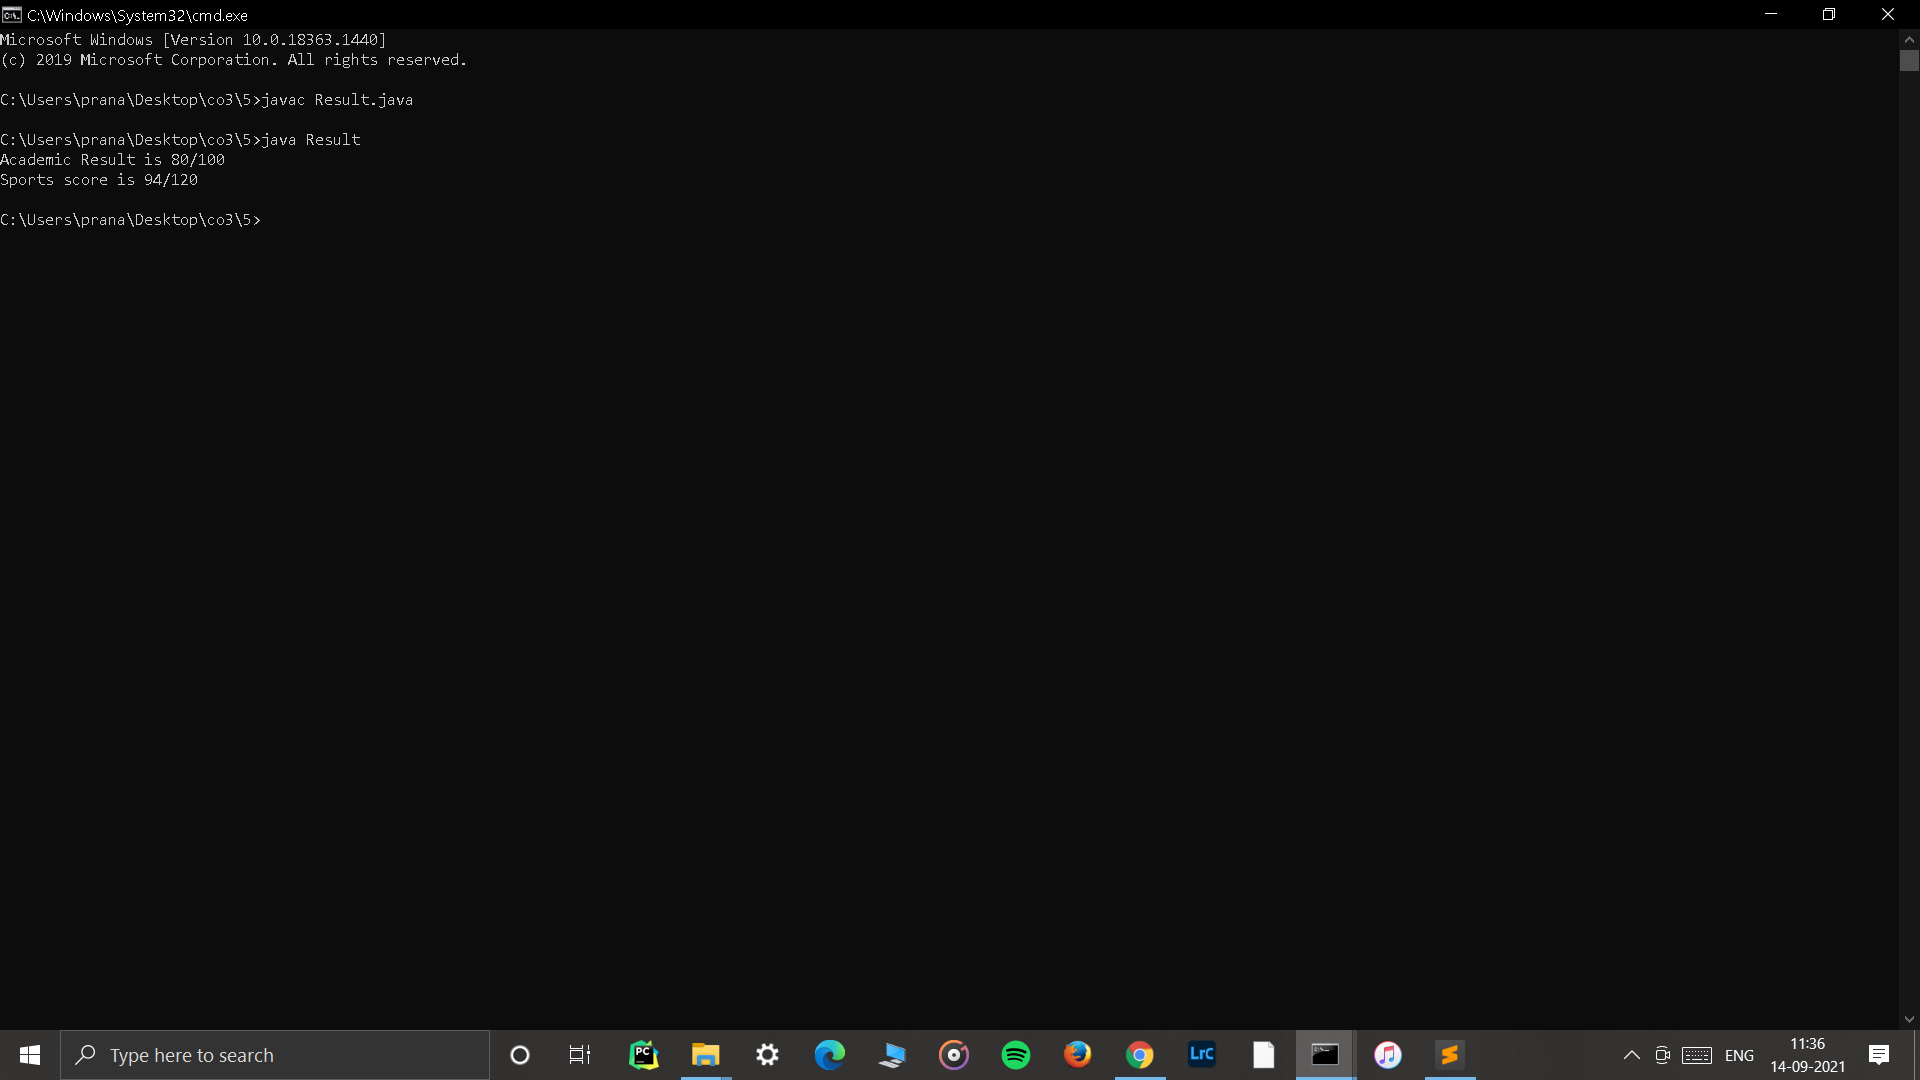 C:\Windows\System32\cmd.exe
Microsoft Windows [Version 10.0.18363.1440]
(c) 2019 Microsoft Corporation. All rights reserved.
C:\Users\prana\Desktop\co3\5>javac Result.java
C:\Users\prana\Desktop\co3\5>java Result
Academic Result is 80/100
Sports score is 94/120
C:\Users\prana\Desktop\co3\5>
Type here to search
PC
LrC
ENG
11:36
14-09-2021